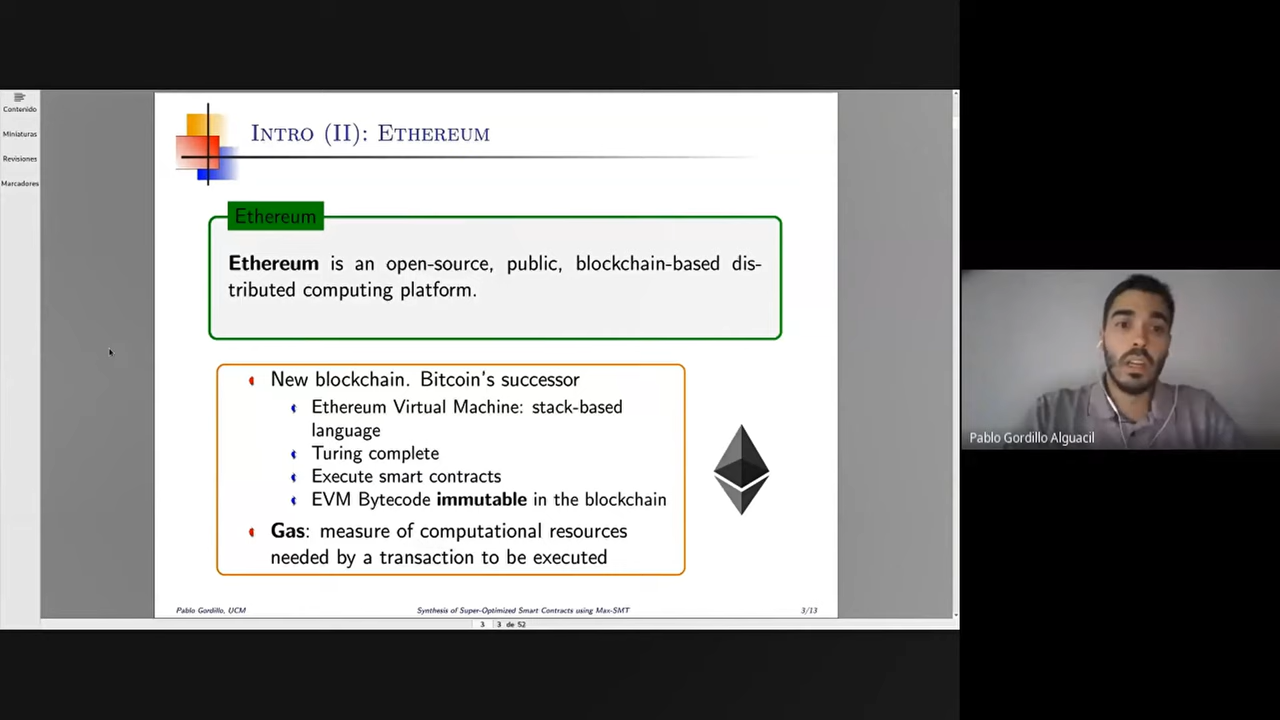 Contenido
Miniaturas
Revisiones
Marcadores
Intro (II): Ethereum
Ethereum
Ethereum is an open-source, public, blockchain-based dis-
tributed computing platform.
New blockchain. Bitcoin's successor
Ethereum Virtual Machine: stack-based
language
Turing complete
Execute smart contracts
EVM Bytecode immutable in the blockchain
Gas: measure of computational resources
needed by a transaction to be executed
Pablo Gordillo, UCM Synthesis of Super-Optimized Smart Contracts using Max-SMT 3/13
3 3 de 52
Pablo Gordillo Alguacil